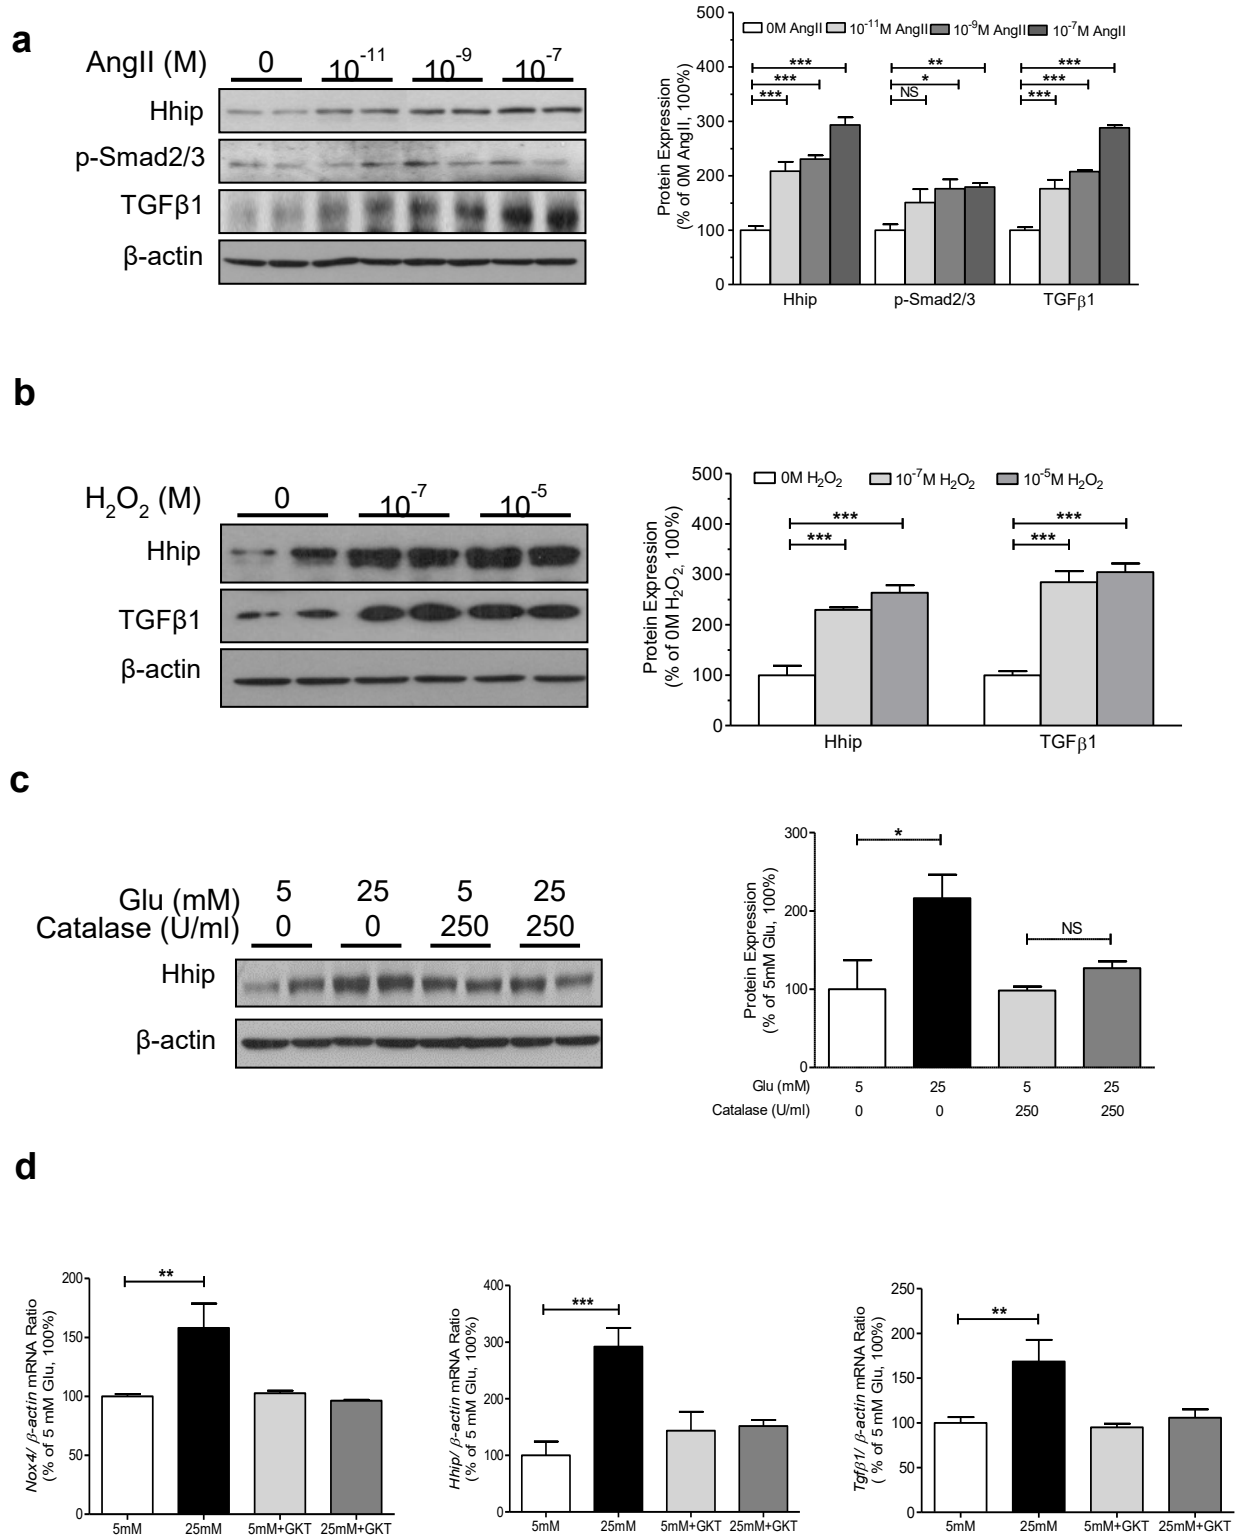 a
AngII (M) 0 10⁻¹¹ 10⁻⁹ 10⁻⁷
Hhip
p-Smad2/3
TGFβ1
β-actin
Protein Expression
(% of 0M AngII, 100%)
500
400
300
200
100
0
0M AngII 10⁻¹¹M AngII 10⁻⁹M AngII 10⁻⁷M AngII
*** ** ***
*** * ***
*** NS ***
Hhip p-Smad2/3 TGFβ1
b
H₂O₂ (M) 0 10⁻⁷ 10⁻⁵
Hhip
TGFβ1
β-actin
Protein Expression
(% of 0M H₂O₂, 100%)
500
400
300
200
100
0
0M H₂O₂ 10⁻⁷M H₂O₂ 10⁻⁵M H₂O₂
*** ***
*** ***
Hhip TGFβ1
c
Glu (mM) 5 25 5 25
Catalase (U/ml) 0 0 250 250
Hhip
β-actin
Protein Expression
(% of 5mM Glu, 100%)
300
200
100
0
*
NS
Glu (mM) 5 25 5 25
Catalase (U/ml) 0 0 250 250
d
Nox4/ β-actin mRNA Ratio
(% of 5 mM Glu, 100%)
200
150
100
50
0
**
5mM 25mM 5mM+GKT 25mM+GKT
Hhip/ β-actin mRNA Ratio
(% of 5 mM Glu, 100%)
400
300
200
100
0
***
5mM 25mM 5mM+GKT 25mM+GKT
Tgfβ1/ β-actin mRNA Ratio
( % of 5 mM Glu, 100%)
250
200
150
100
50
0
**
5mM 25mM 5mM+GKT 25mM+GKT